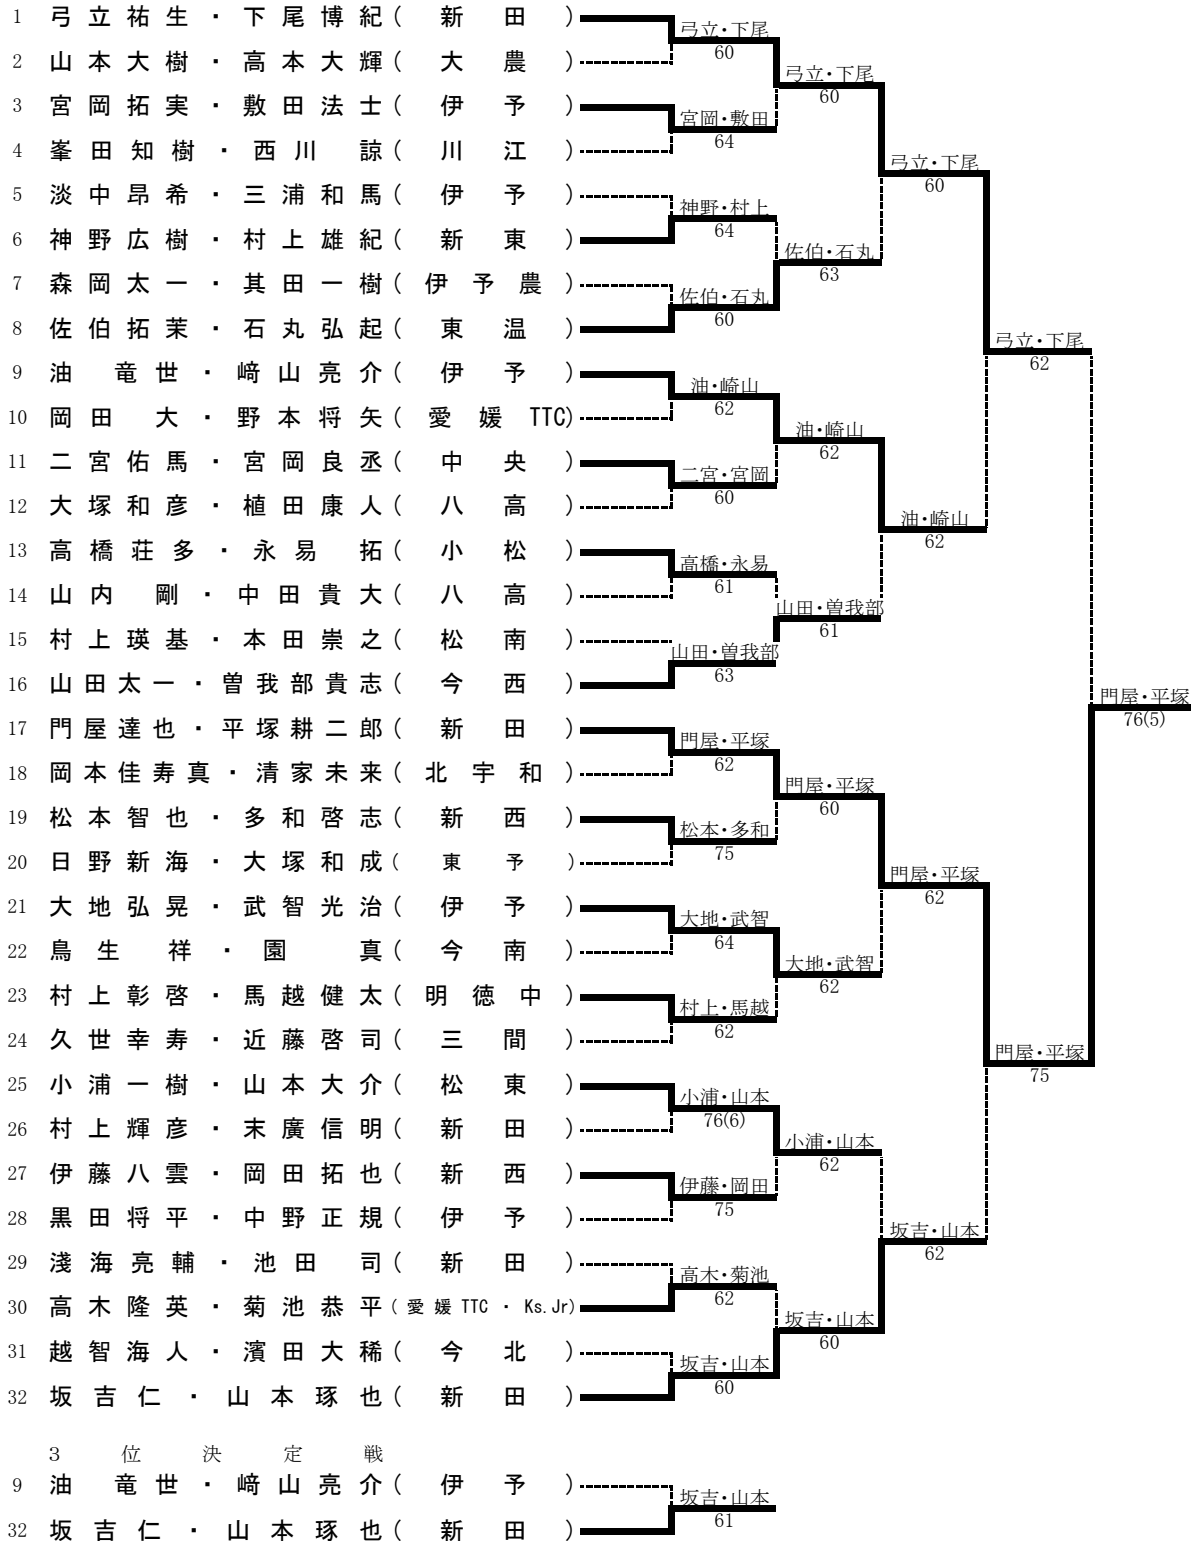 1 弓立祐生・下尾博紀(新田)
弓立・下尾
60
2 山本大樹・高本大輝(大農)
弓立・下尾
60
3 宮岡拓実・敷田法士(伊予)
宮岡・敷田
64
4 峯田知樹・西川諒(川江)
弓立・下尾
60
5 淡中昂希・三浦和馬(伊予)
神野・村上
64
6 神野広樹・村上雄紀(新東)
佐伯・石丸
63
7 森岡太一・其田一樹(伊予農)
佐伯・石丸
60
8 佐伯拓茉・石丸弘起(東温)
弓立・下尾
62
9 油竜世・﨑山亮介(伊予)
油・崎山
62
10 岡田大・野本将矢(愛媛TTC)
油・崎山
62
11 二宮佑馬・宮岡良丞(中央)
二宮・宮岡
60
12 大塚和彦・植田康人(八高)
油・崎山
62
13 高橋荘多・永易拓(小松)
高橋・永易
61
14 山内剛・中田貴大(八高)
山田・曽我部
61
15 村上瑛基・本田崇之(松南)
山田・曽我部
63
16 山田太一・曽我部貴志(今西)
門屋・平塚
76(5)
17 門屋達也・平塚耕二郎(新田)
門屋・平塚
62
18 岡本佳寿真・清家未来(北宇和)
門屋・平塚
60
19 松本智也・多和啓志(新西)
松本・多和
75
20 日野新海・大塚和成(東予)
門屋・平塚
62
21 大地弘晃・武智光治(伊予)
大地・武智
64
22 鳥生祥・園真(今南)
大地・武智
62
23 村上彰啓・馬越健太(明徳中)
村上・馬越
62
24 久世幸寿・近藤啓司(三間)
門屋・平塚
75
25 小浦一樹・山本大介(松東)
小浦・山本
76(6)
26 村上輝彦・末廣信明(新田)
小浦・山本
62
27 伊藤八雲・岡田拓也(新西)
伊藤・岡田
75
28 黒田将平・中野正規(伊予)
坂吉・山本
62
29 淺海亮輔・池田司(新田)
高木・菊池
62
30 高木隆英・菊池恭平(愛媛TTC・Ks.Jr)
坂吉・山本
60
31 越智海人・濱田大稀(今北)
坂吉・山本
60
32 坂吉仁・山本琢也(新田)
3位決定戦
9 油竜世・﨑山亮介(伊予)
坂吉・山本
61
32 坂吉仁・山本琢也(新田)